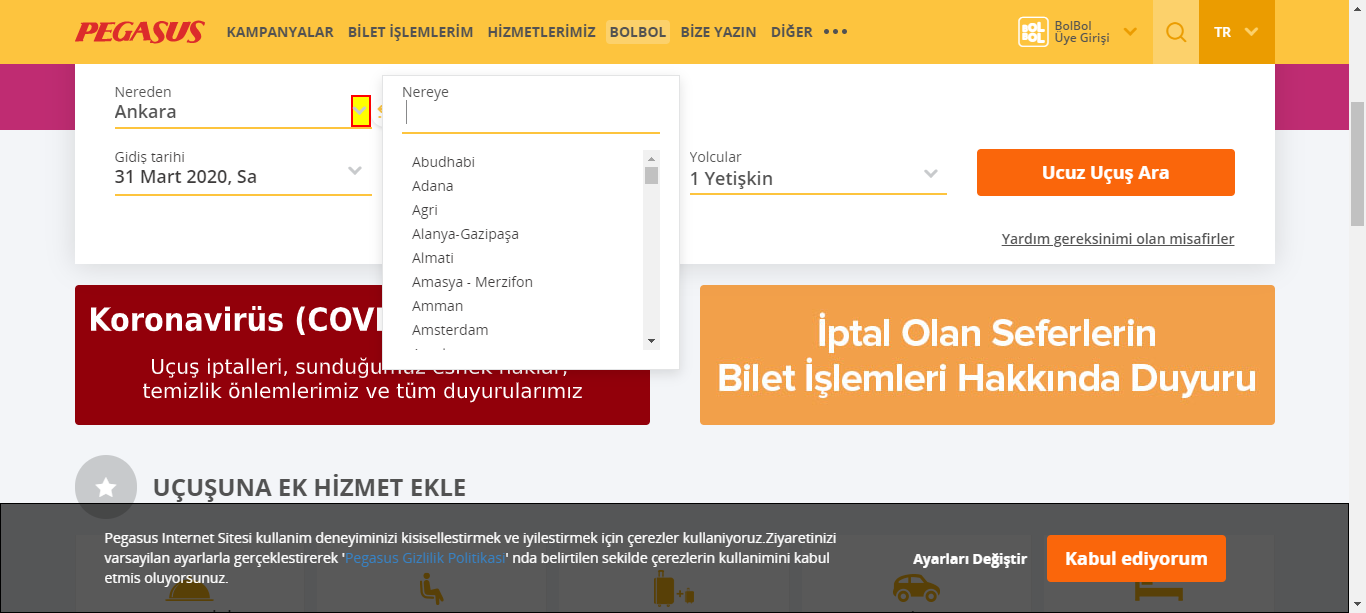 PEGASUS
KAMPANYALAR BİLET İŞLEMLERİM HİZMETLERİMİZ BOLBOL BİZE YAZIN DİĞER •••
BOL BOL
BolBol
Üye Girişi
TR
Nereden
Ankara
Nereye
Gidiş tarihi
31 Mart 2020, Sa
Abudhabi
Adana
Agri
Alanya-Gazipaşa
Almati
Amasya - Merzifon
Amman
Amsterdam
Yolcular
1 Yetişkin
Ucuz Uçuş Ara
Yardım gereksinimi olan misafirler
Koronavirüs
Uçuş iptalleri,
temizlik önlemlerimiz ve tüm duyurularımız
İptal Olan Seferlerin
Bilet İşlemleri Hakkında Duyuru
UÇUŞUNA EK HİZMET EKLE
Pegasus Internet Sitesi kullanim deneyiminizi kisisellestirmek ve iyilestirmek için çerezler kullaniyoruz.Ziyaretinizi
varsayilan ayarlarla gerçeklestirerek 'Pegasus Gizlilik Politikasi' nda belirtilen sekilde çerezlerin kullanimini kabul
etmis oluyorsunuz.
Ayarları Değiştir
Kabul ediyorum